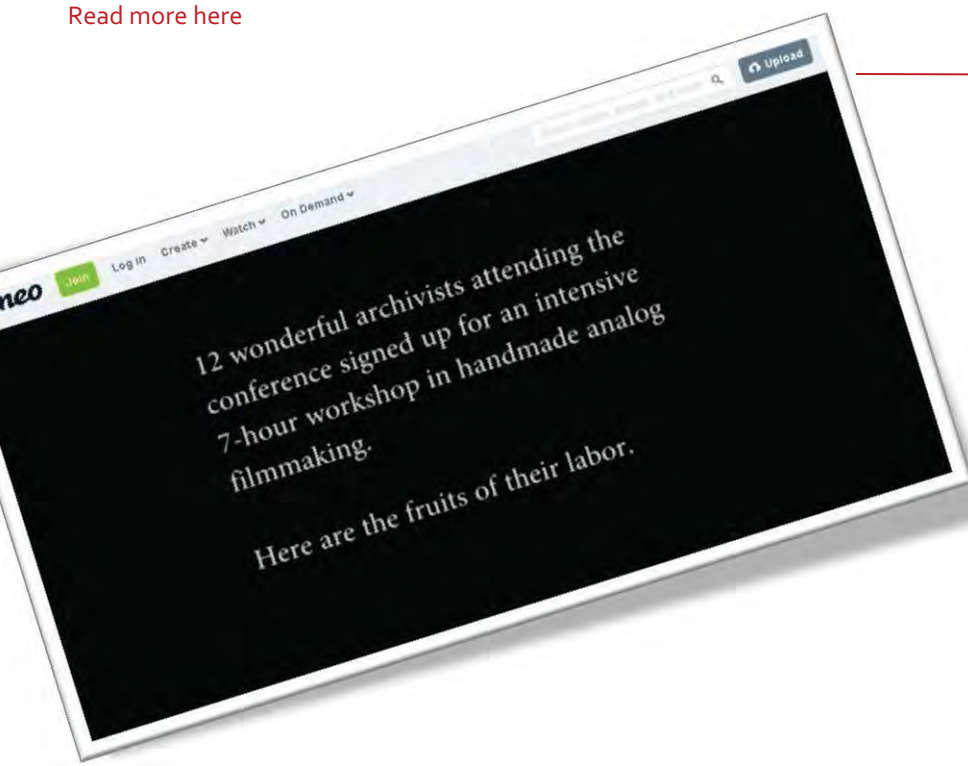 Read more here
meo Join Log in Create Watch On Demand Upload
12 wonderful archivists attending the
conference signed up for an intensive
7-hour workshop in handmade analog
filmmaking.
Here are the fruits of their labor.